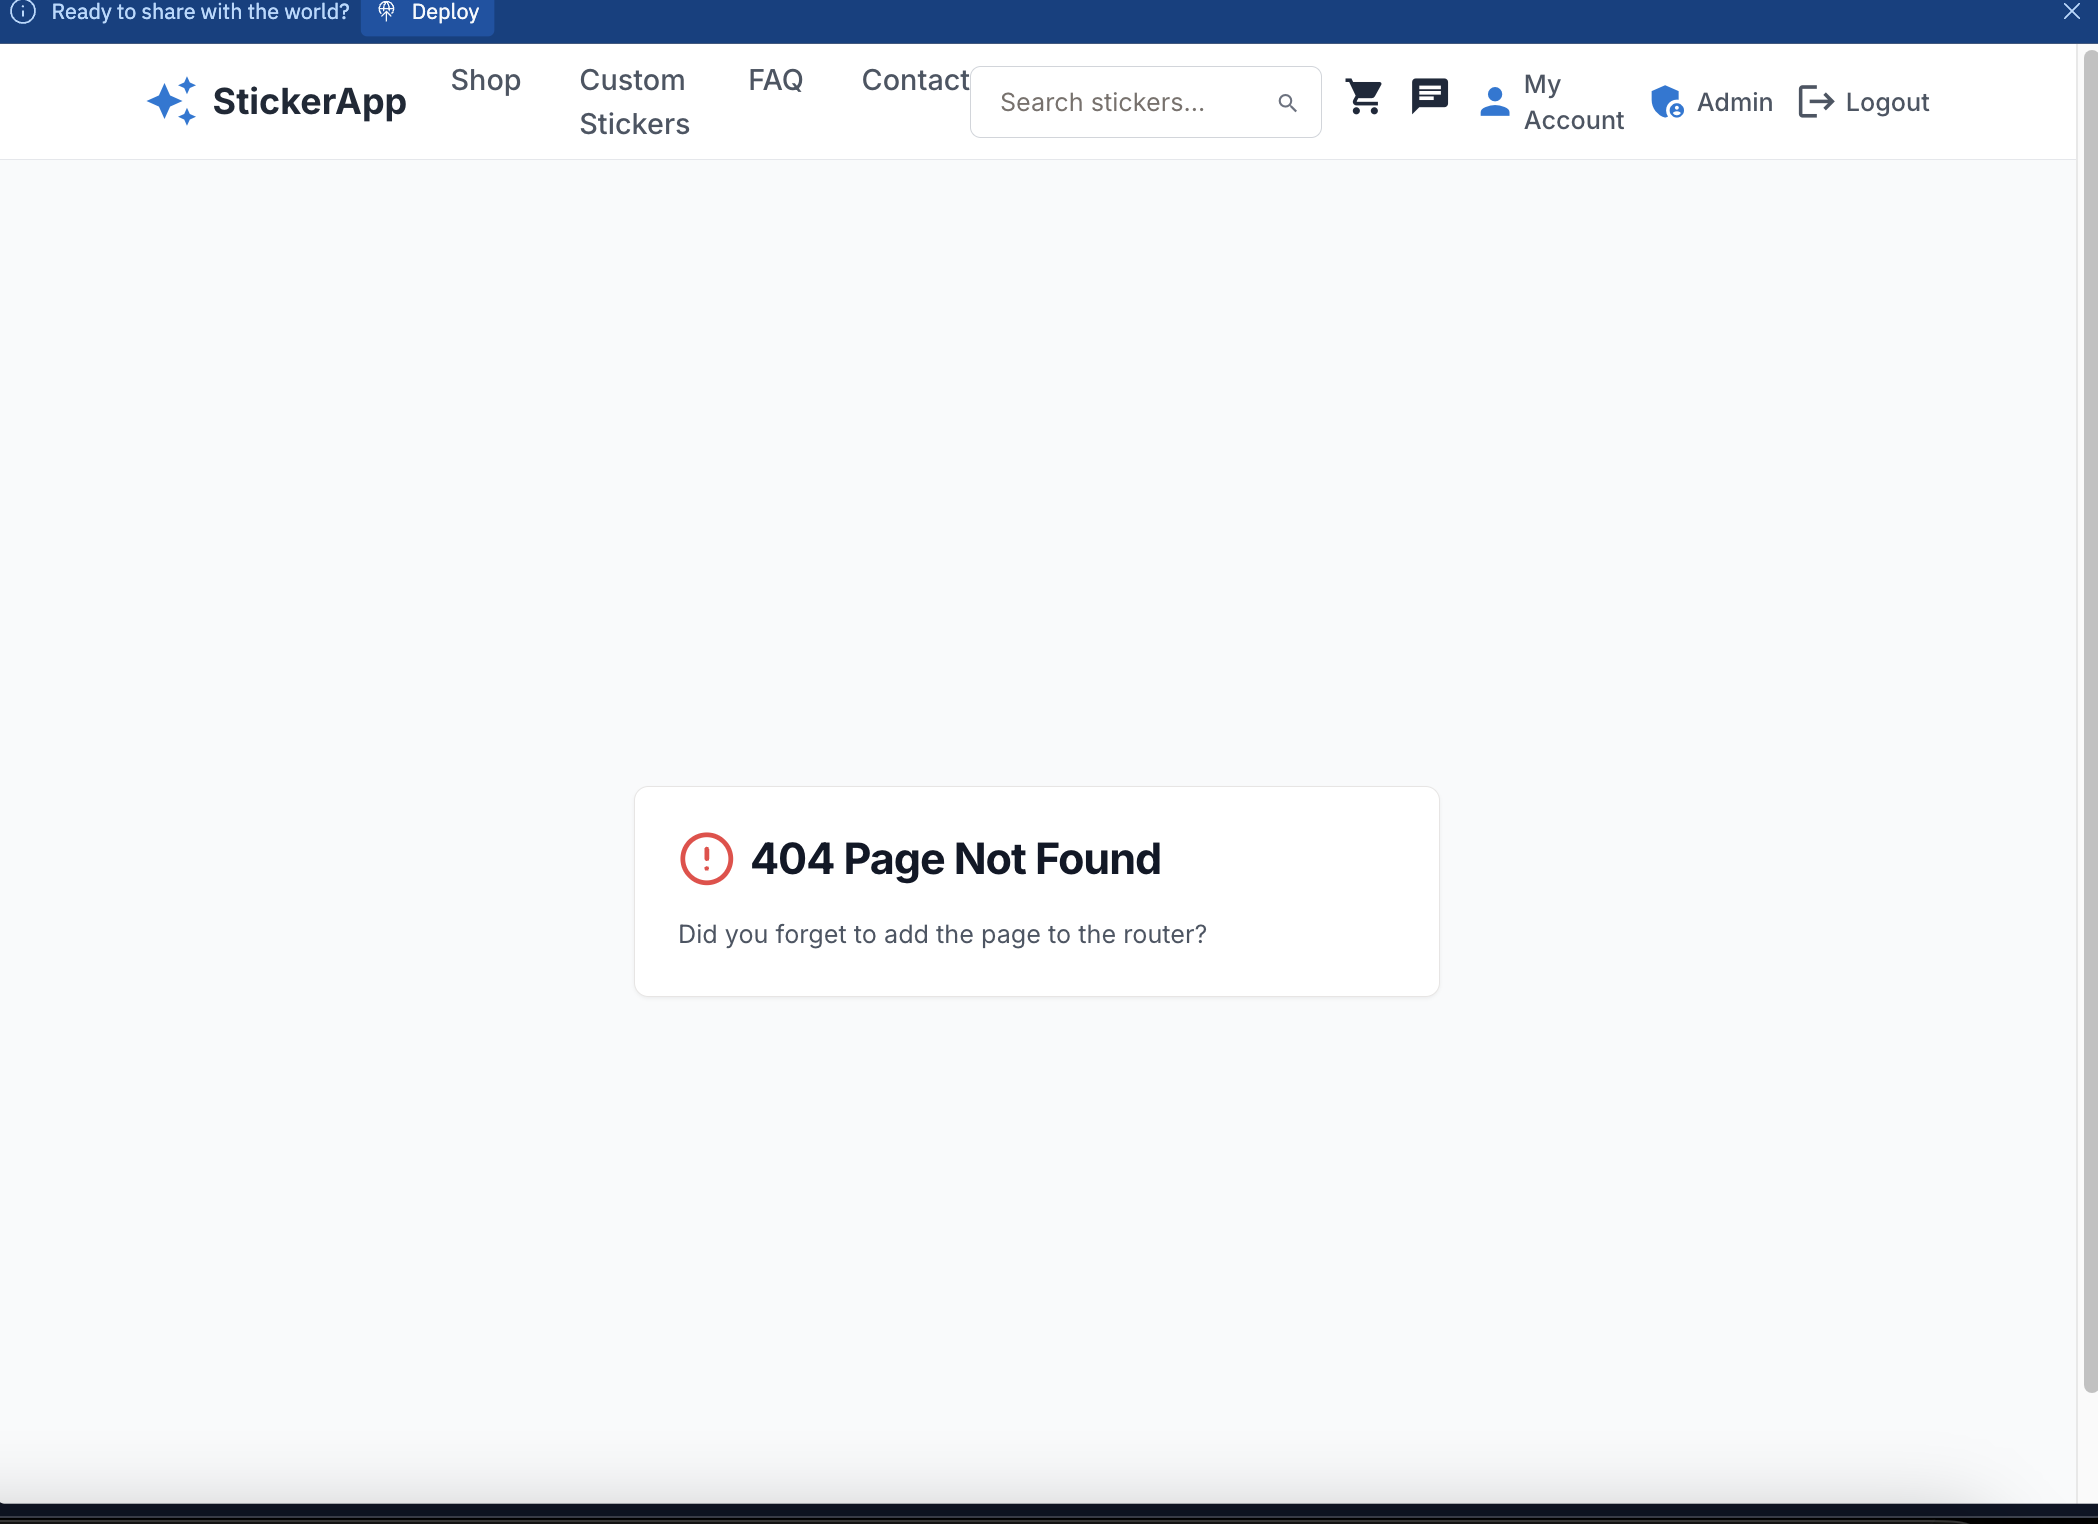 Ready to share with the world? Deploy
StickerApp
Shop
Custom
Stickers
FAQ
Contact
Search stickers...
My
Account
Admin
Logout
404 Page Not Found
Did you forget to add the page to the router?